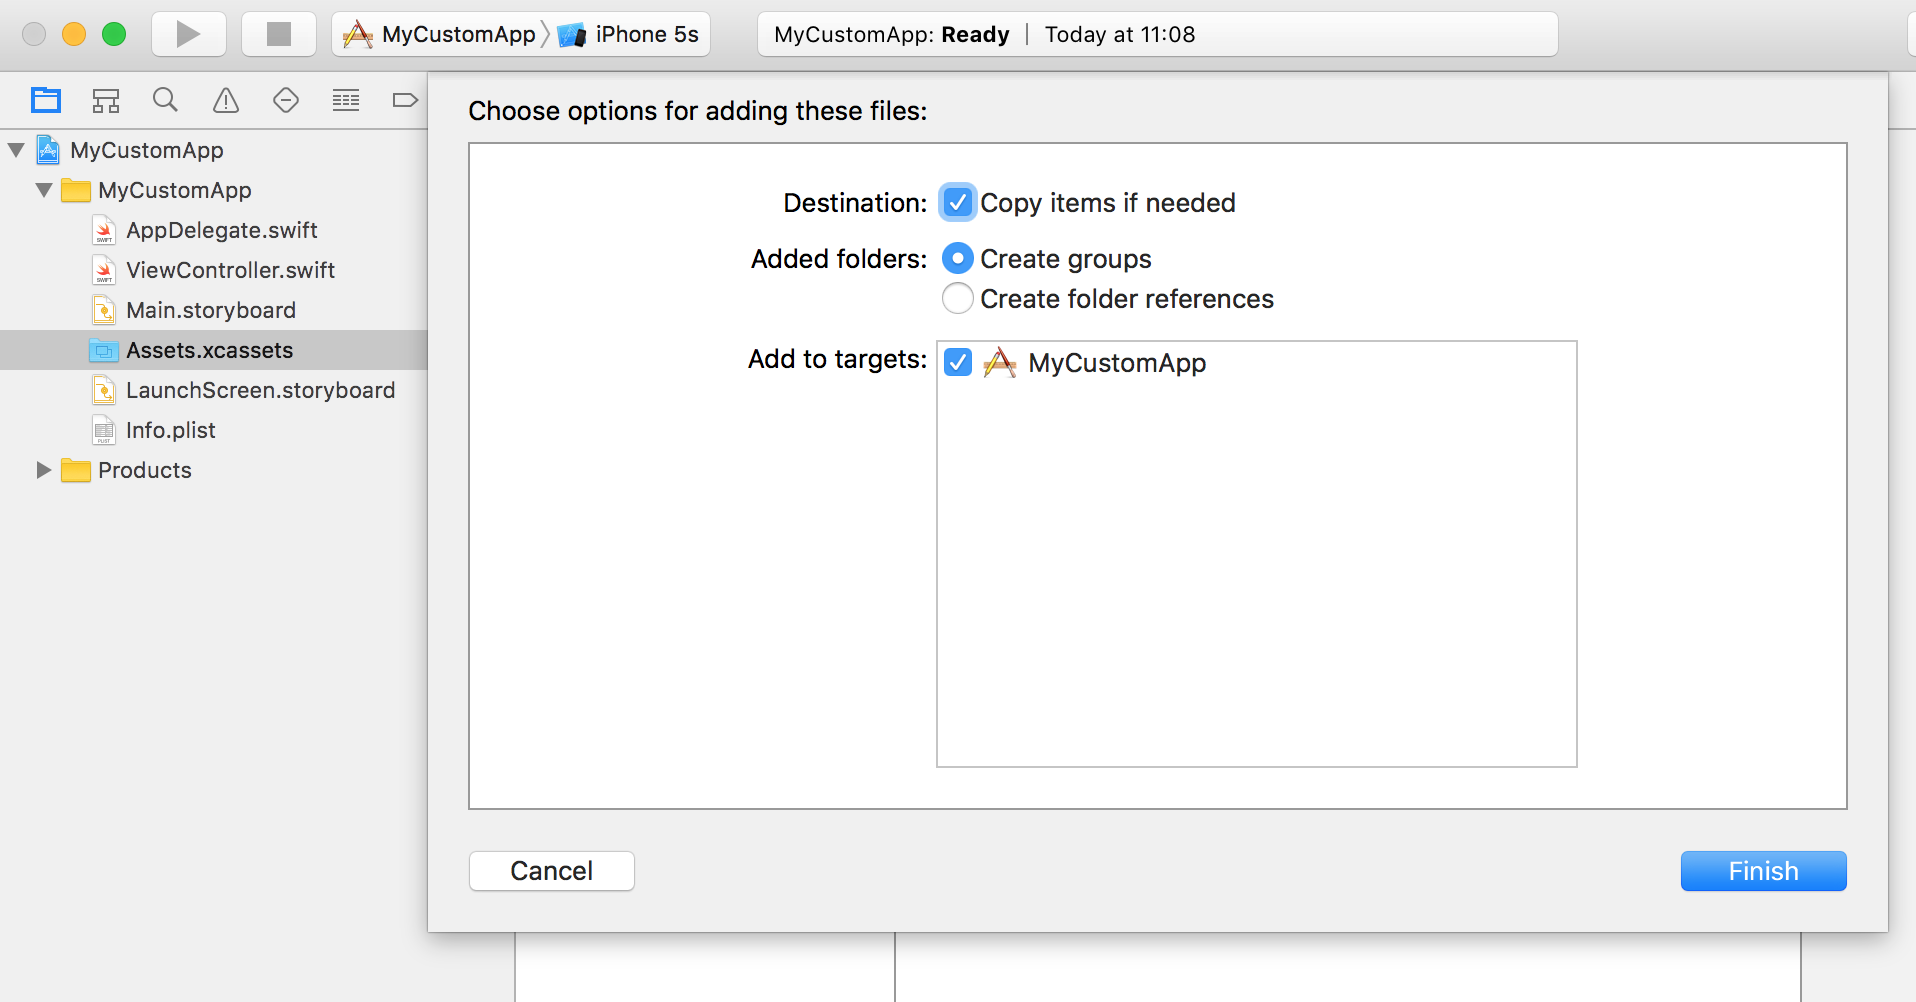 MyCustomApp iPhone 5s
MyCustomApp: Ready | Today at 11:08
MyCustomApp
MyCustomApp
AppDelegate.swift
ViewController.swift
Main.storyboard
Assets.xcassets
LaunchScreen.storyboard
Info.plist
Products
Choose options for adding these files:
Destination: Copy items if needed
Added folders: Create groups
Create folder references
Add to targets: MyCustomApp
Cancel
Finish